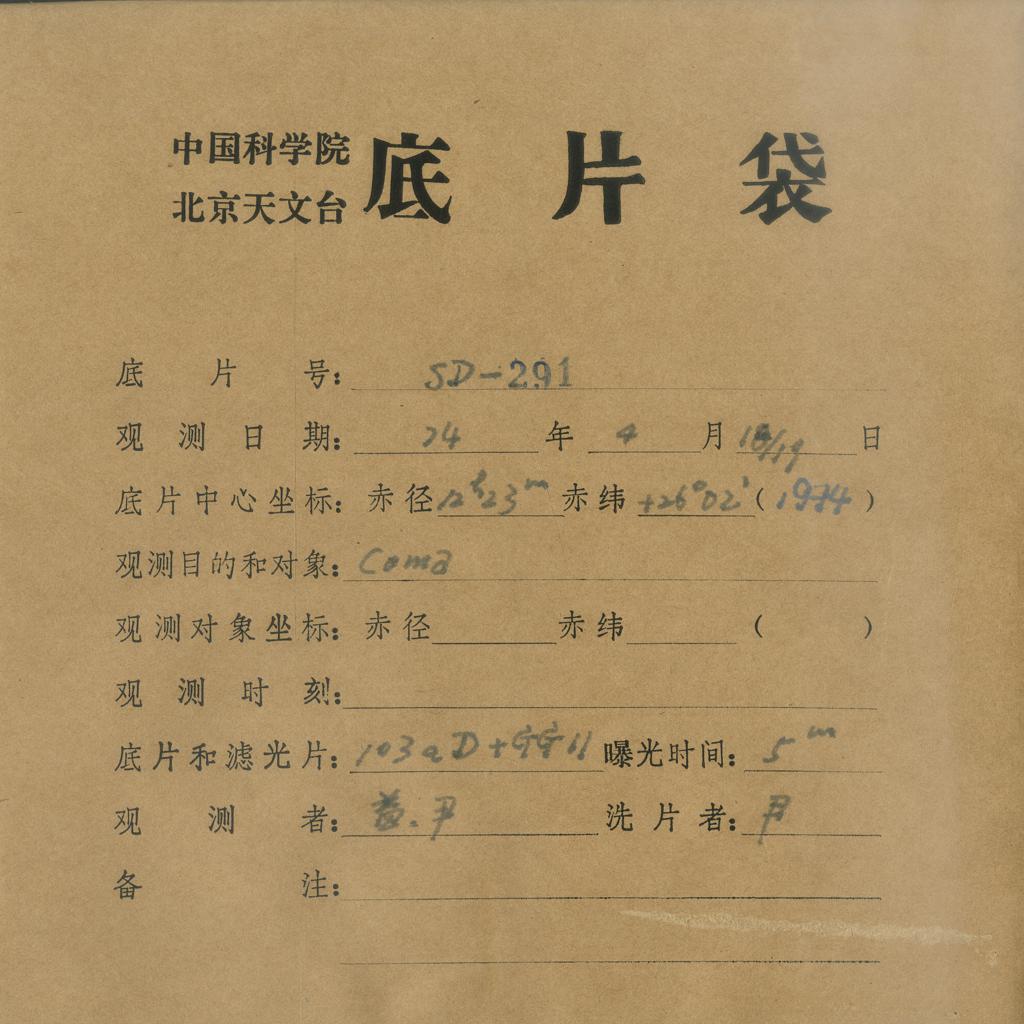 中国科学院
北京天文台 底片袋
底片号: SD-291
观测日期: 74 年 4 月 18/19 日
底片中心坐标: 赤径 12ʰ23ᵐ 赤纬 +26°02′ (1974)
观测目的和对象: Coma
观测对象坐标: 赤径 赤纬 ( )
观测时刻:
底片和滤光片: 103aD+GG11 曝光时间: 5ᵐ
观测者: 尹 洗片者: 尹
备注: